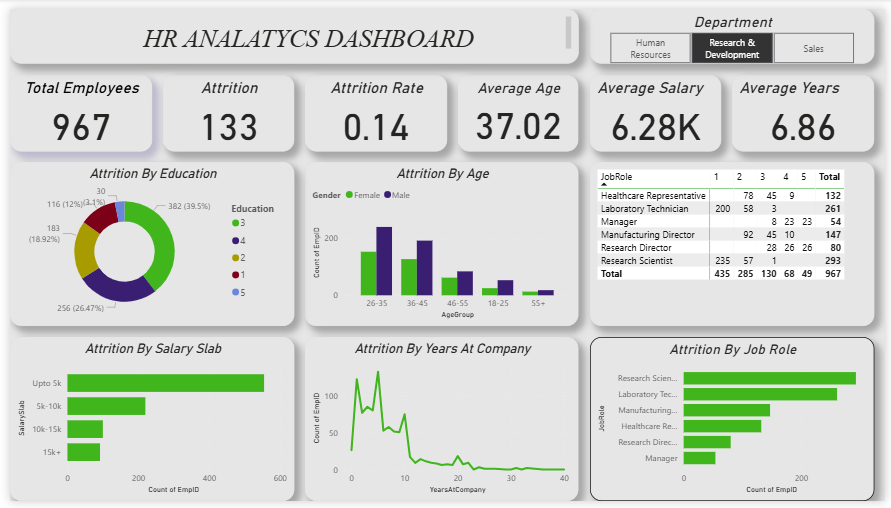 HR ANALATYCS DASHBOARD
Department
Human Resources
Research & Development
Sales
Total Employees
967
Attrition
133
Attrition Rate
0.14
Average Age
37.02
Average Salary
6.28K
Average Years
6.86
Attrition By Education
30 (3.1%)
116 (12%)
183 (18.92%)
256 (26.47%)
382 (39.5%)
Education
3
4
2
1
5
Attrition By Age
Gender Female Male
Count of EmpID
200
0
26-35 36-45 46-55 18-25 55+
AgeGroup
JobRole 1 2 3 4 5 Total
Healthcare Representative 78 45 9 132
Laboratory Technician 200 58 3 261
Manager 8 23 23 54
Manufacturing Director 92 45 10 147
Research Director 28 26 26 80
Research Scientist 235 57 1 293
Total 435 285 130 68 49 967
Attrition By Salary Slab
SalarySlab
Upto 5k
5k-10k
10k-15k
15k+
0 200 400 600
Count of EmpID
Attrition By Years At Company
Count of EmpID
100
50
0
0 10 20 30 40
YearsAtCompany
Attrition By Job Role
JobRole
Research Scien...
Laboratory Tec...
Manufacturing...
Healthcare Re...
Research Direc...
Manager
0 200
Count of EmpID